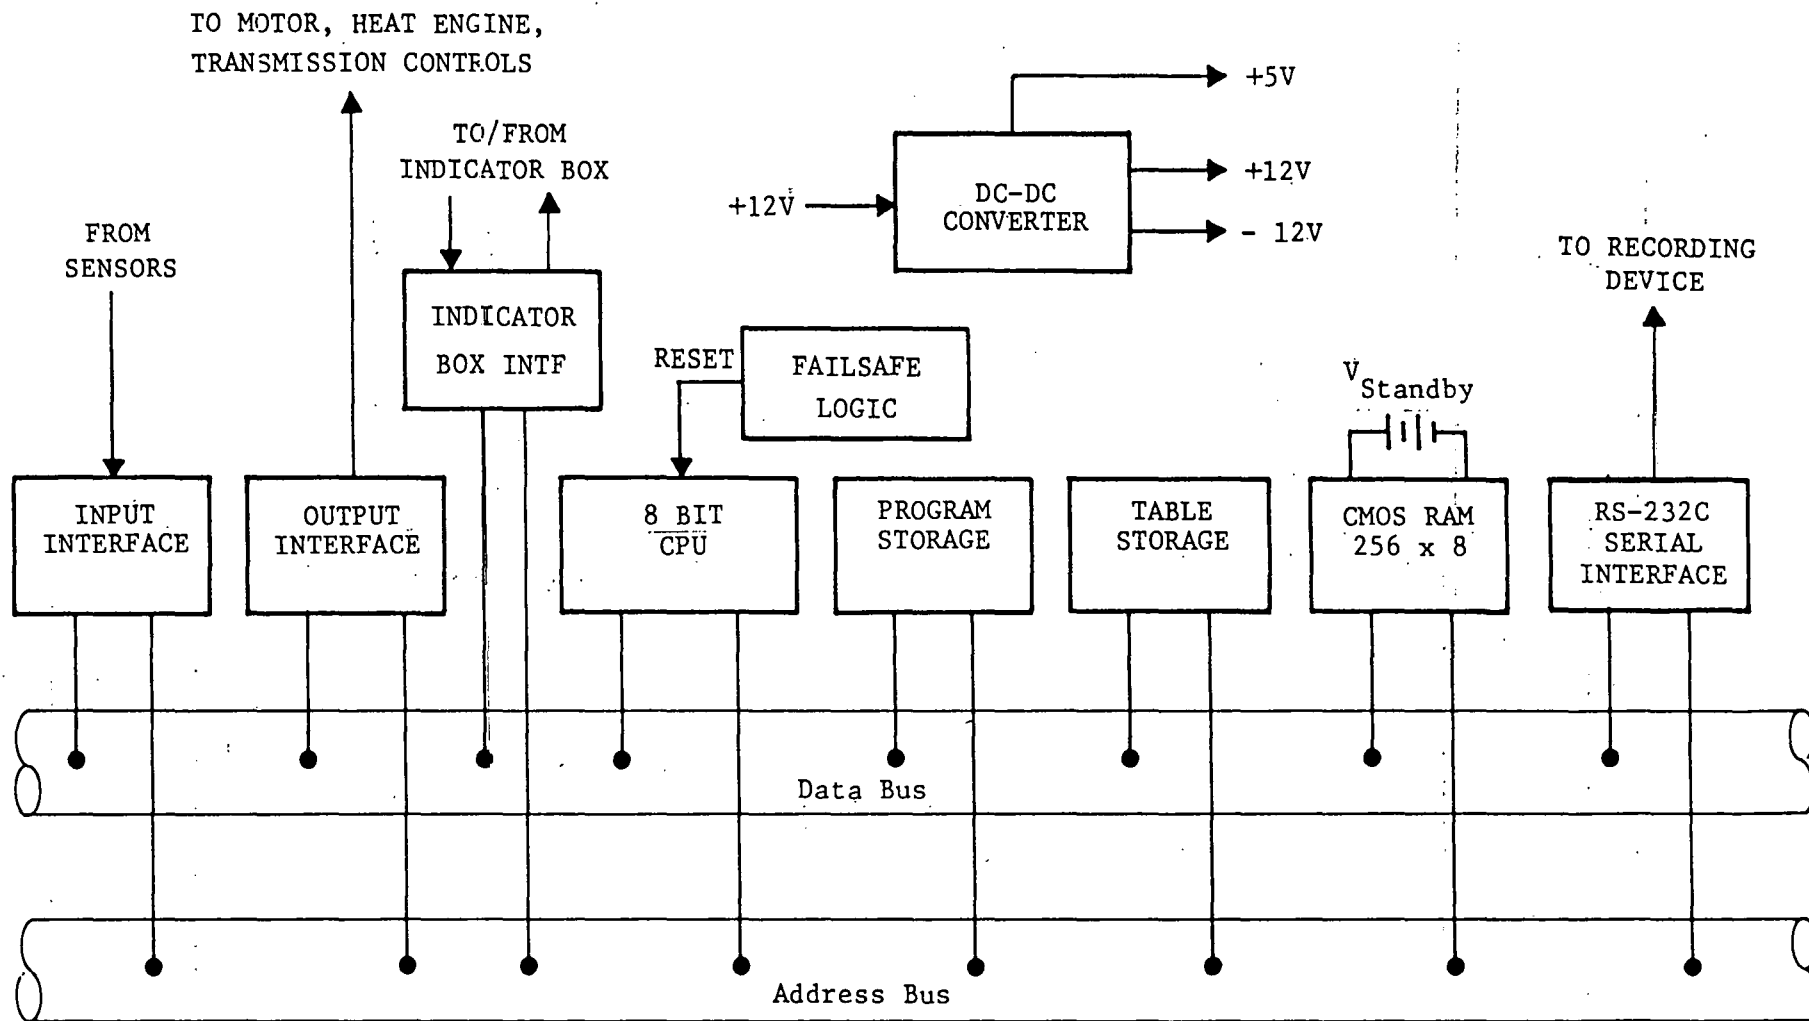 TO MOTOR, HEAT ENGINE,
TRANSMISSION CONTROLS
TO/FROM
INDICATOR BOX
FROM
SENSORS
+5V
+12V
DC-DC
CONVERTER
+12V
- 12V
TO RECORDING
DEVICE
INDICATOR
BOX INTF
RESET
FAILSAFE
LOGIC
V Standby
INPUT
INTERFACE
OUTPUT
INTERFACE
8 BIT
CPU
PROGRAM
STORAGE
TABLE
STORAGE
CMOS RAM
256 x 8
RS-232C
SERIAL
INTERFACE
Data Bus
Address Bus